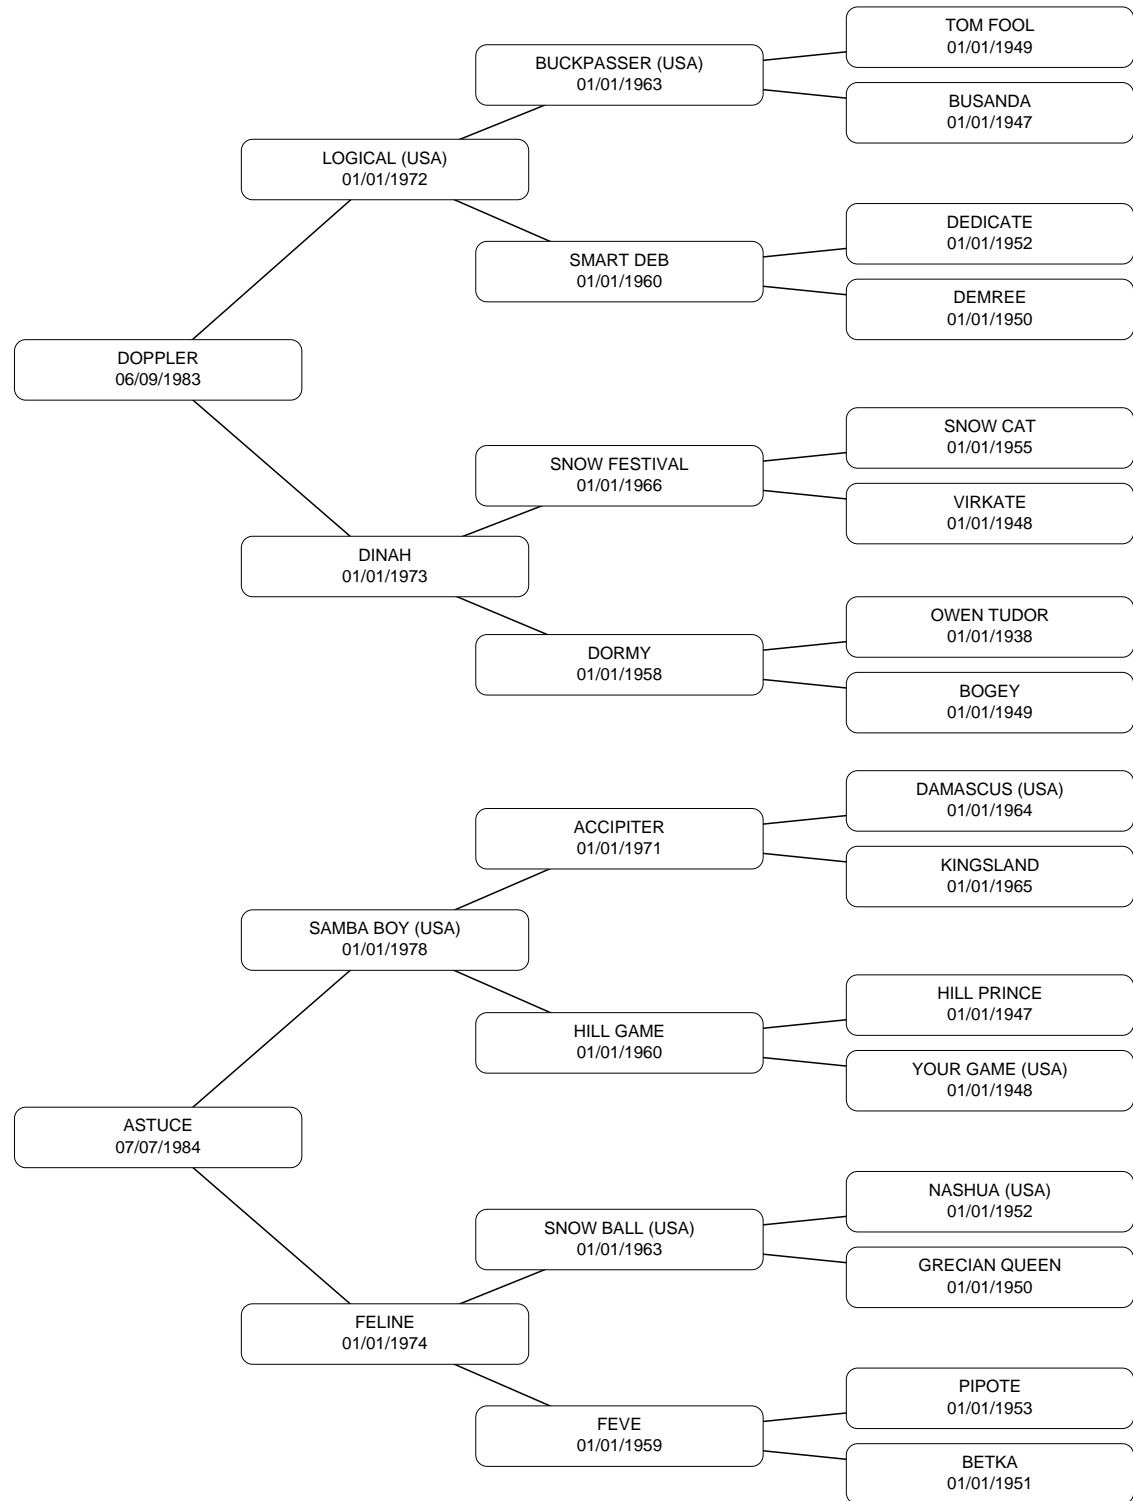 TOM FOOL
01/01/1949
BUCKPASSER (USA)
01/01/1963
BUSANDA
01/01/1947
LOGICAL (USA)
01/01/1972
DEDICATE
01/01/1952
SMART DEB
01/01/1960
DEMREE
01/01/1950
DOPPLER
06/09/1983
SNOW CAT
01/01/1955
SNOW FESTIVAL
01/01/1966
VIRKATE
01/01/1948
DINAH
01/01/1973
OWEN TUDOR
01/01/1938
DORMY
01/01/1958
BOGEY
01/01/1949
DAMASCUS (USA)
01/01/1964
ACCIPITER
01/01/1971
KINGSLAND
01/01/1965
SAMBA BOY (USA)
01/01/1978
HILL PRINCE
01/01/1947
HILL GAME
01/01/1960
YOUR GAME (USA)
01/01/1948
ASTUCE
07/07/1984
NASHUA (USA)
01/01/1952
SNOW BALL (USA)
01/01/1963
GRECIAN QUEEN
01/01/1950
FELINE
01/01/1974
PIPOTE
01/01/1953
FEVE
01/01/1959
BETKA
01/01/1951